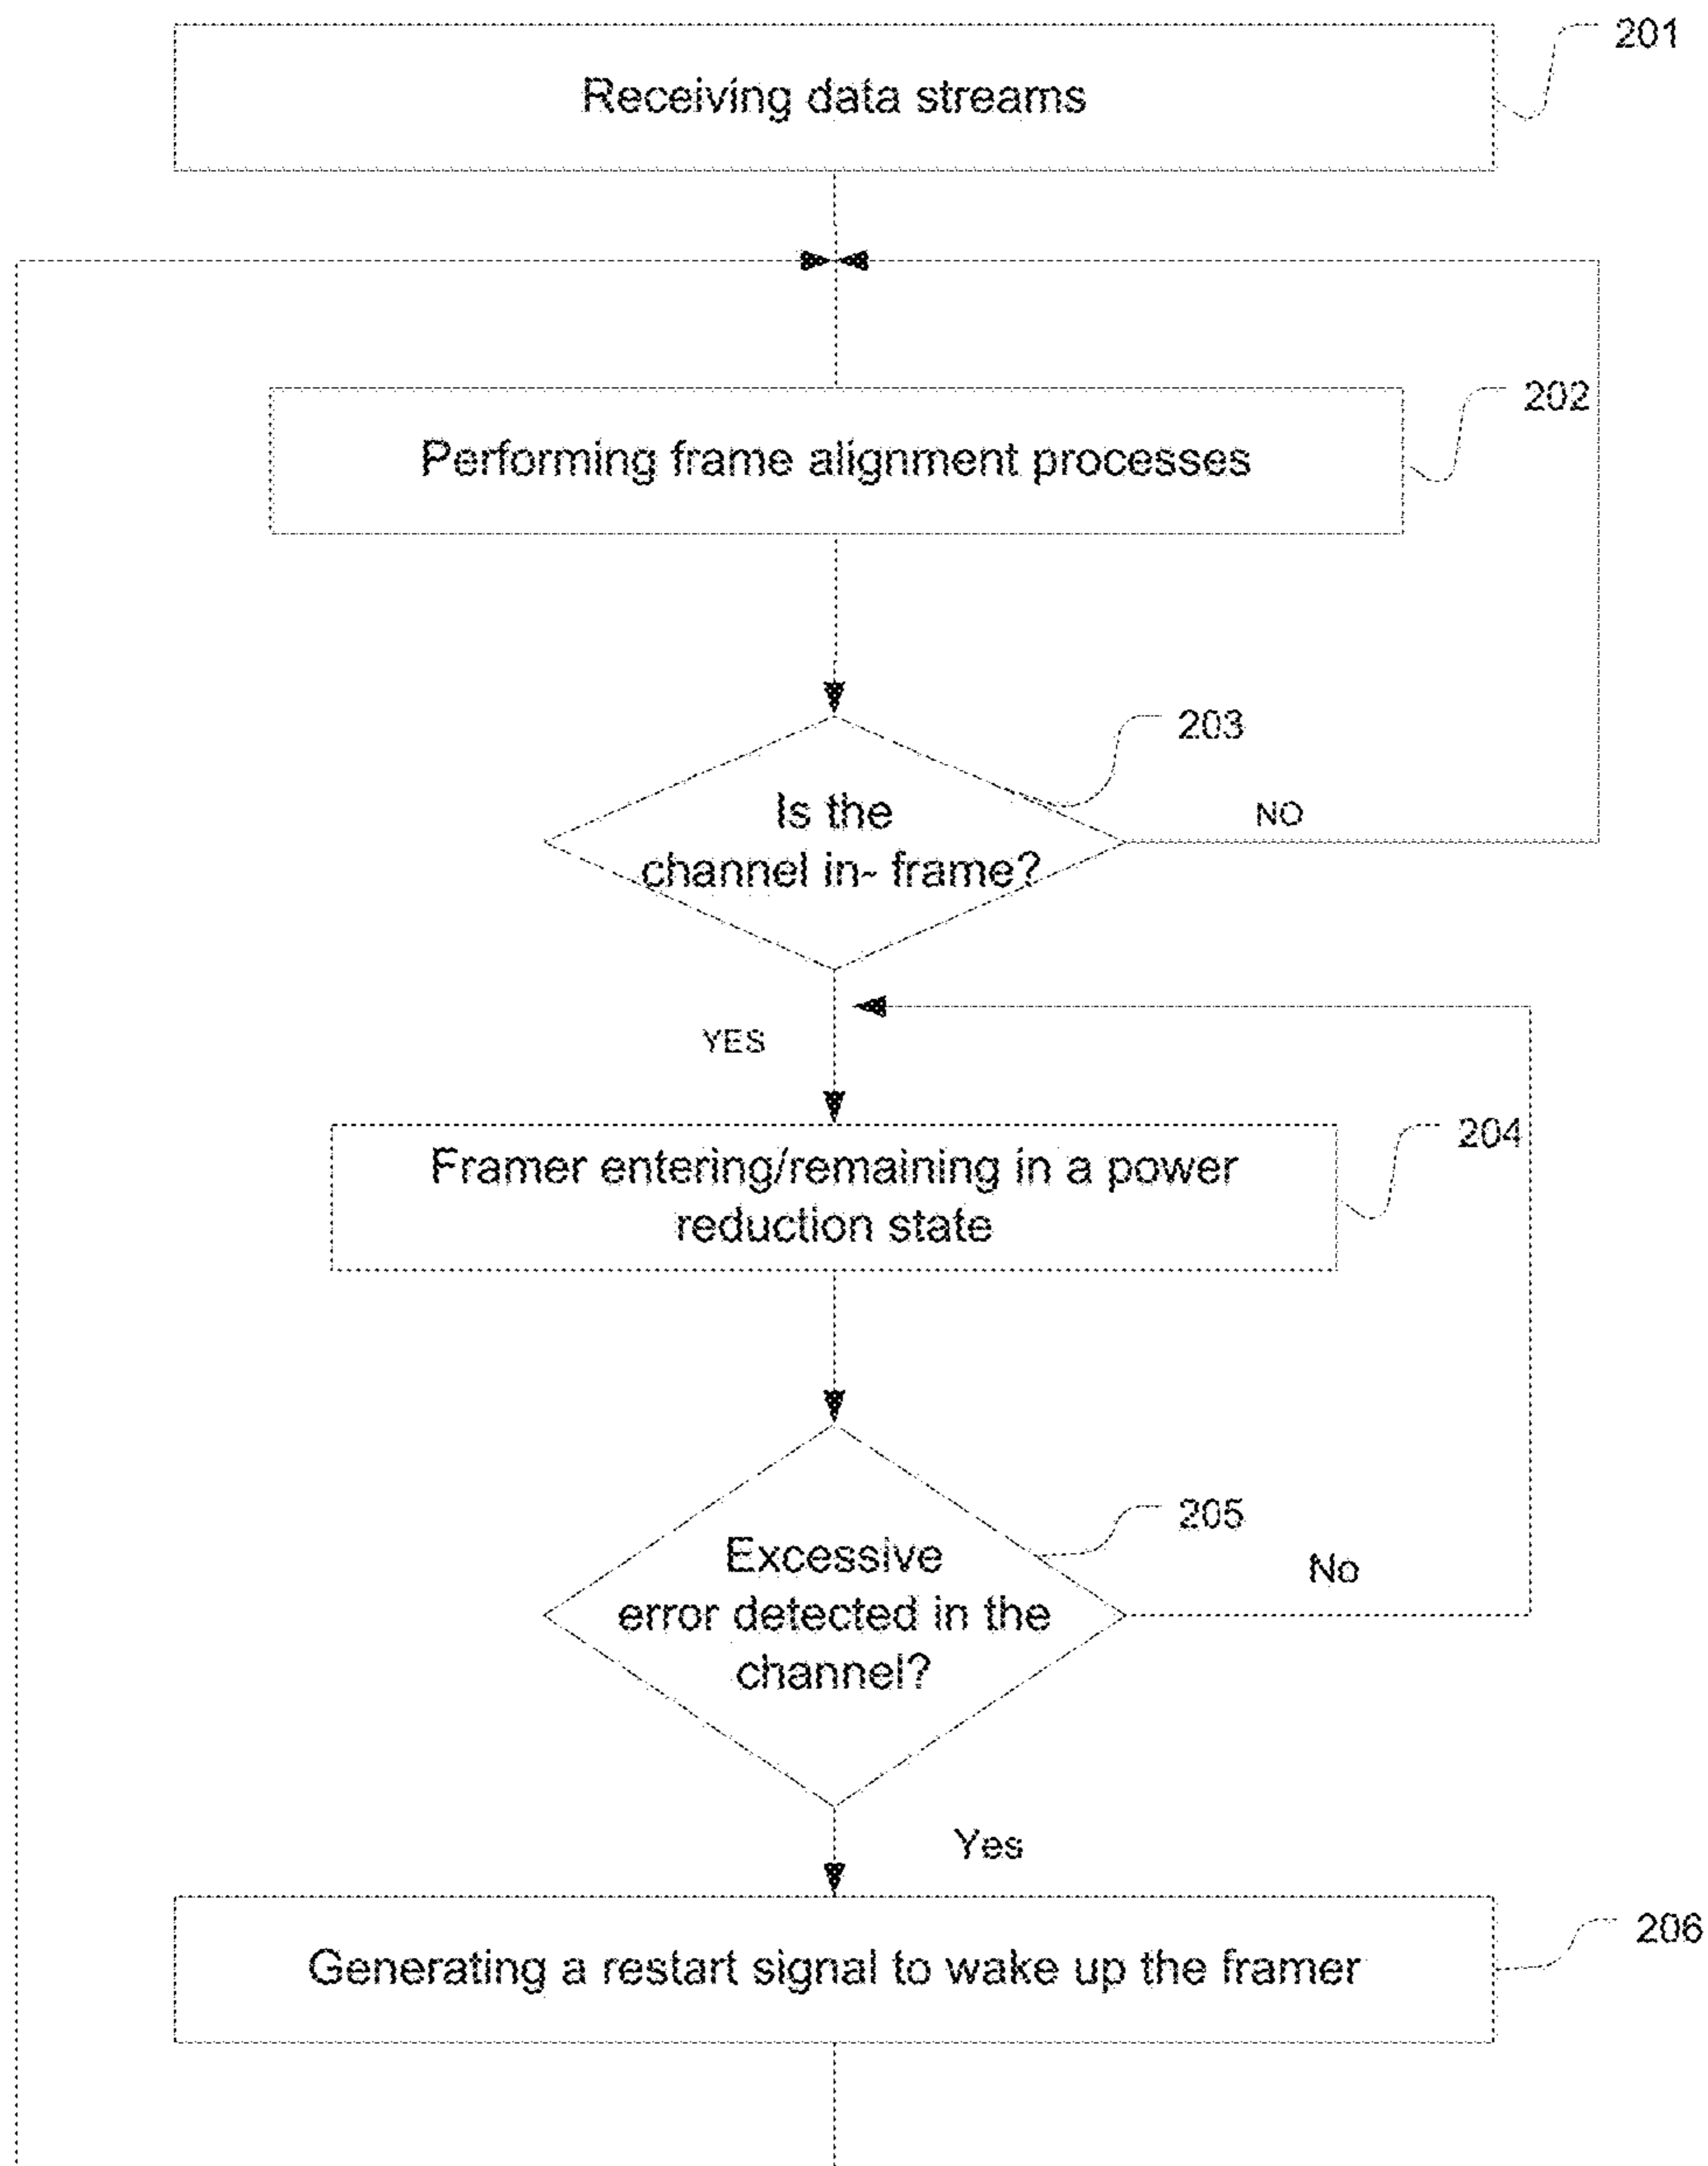 201
Receiving data streams
202
Performing frame alignment processes
203
Is the
channel in- frame?
NO
YES
204
Framer entering/remaining in a power
reduction state
205
Excessive
error detected in the
channel?
No
Yes
206
Generating a restart signal to wake up the framer